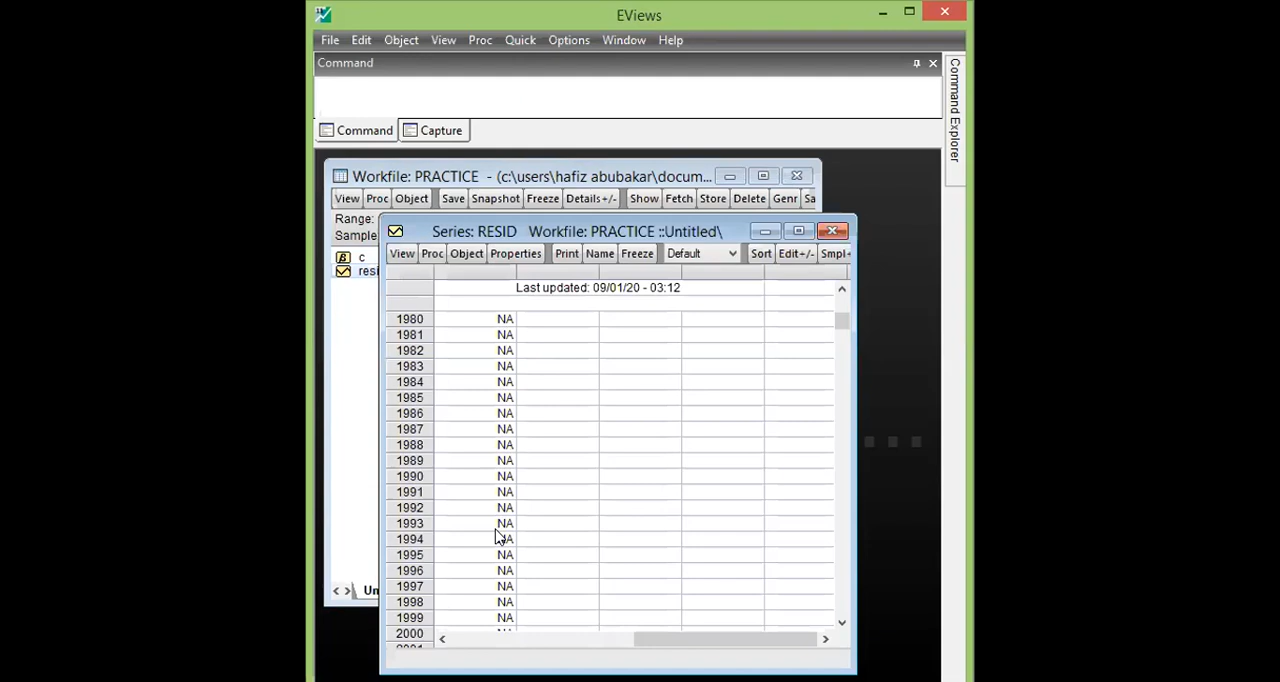 EViews
File Edit Object View Proc Quick Options Window Help
Command
Command Capture
Command Explorer
Workfile: PRACTICE - (c:\users\hafiz abubakar\docum...
View Proc Object Save Snapshot Freeze Details+/- Show Fetch Store Delete Genr Sa
Range:
Sample
c
resi
Un
Series: RESID Workfile: PRACTICE ::Untitled\
View Proc Object Properties Print Name Freeze Default Sort Edit+/- Smpl+
Last updated: 09/01/20 - 03:12
1980 NA
1981 NA
1982 NA
1983 NA
1984 NA
1985 NA
1986 NA
1987 NA
1988 NA
1989 NA
1990 NA
1991 NA
1992 NA
1993 NA
1994 NA
1995 NA
1996 NA
1997 NA
1998 NA
1999 NA
2000